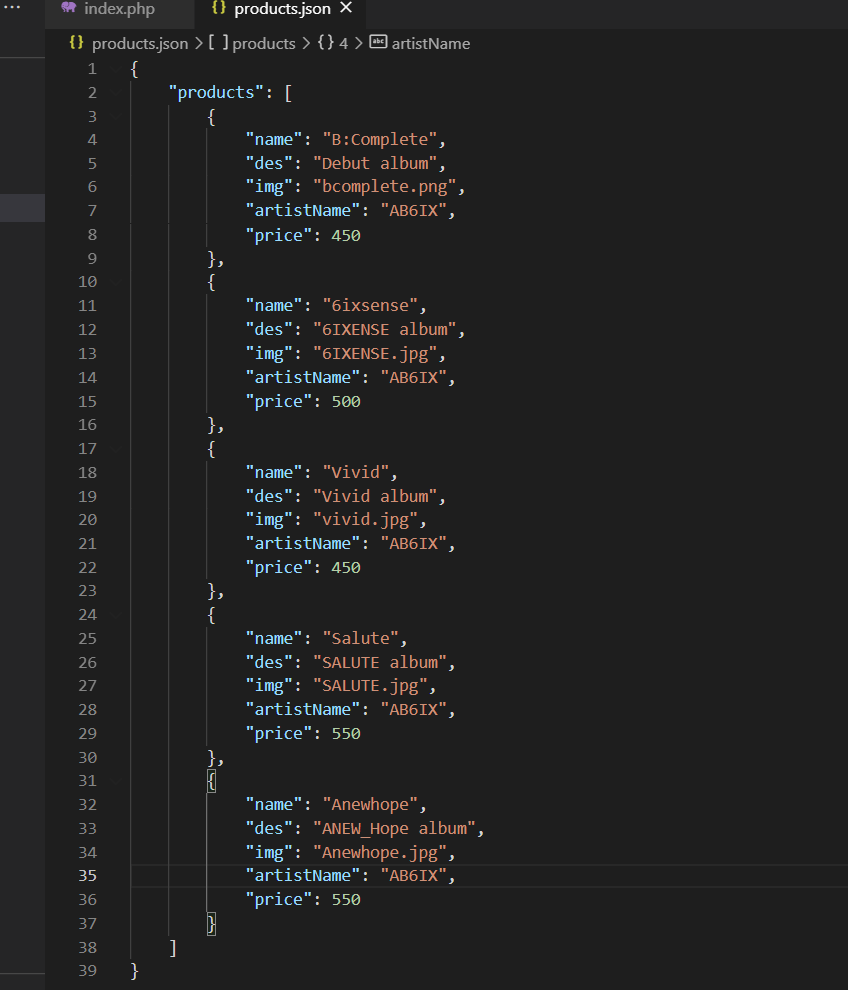 ··· index.php {} products.json ×
{} products.json > [ ] products > {} 4 > abc artistName
1 {
2 "products": [
3 {
4 "name": "B:Complete",
5 "des": "Debut album",
6 "img": "bcomplete.png",
7 "artistName": "AB6IX",
8 "price": 450
9 },
10 {
11 "name": "6ixsense",
12 "des": "6IXENSE album",
13 "img": "6IXENSE.jpg",
14 "artistName": "AB6IX",
15 "price": 500
16 },
17 {
18 "name": "Vivid",
19 "des": "Vivid album",
20 "img": "vivid.jpg",
21 "artistName": "AB6IX",
22 "price": 450
23 },
24 {
25 "name": "Salute",
26 "des": "SALUTE album",
27 "img": "SALUTE.jpg",
28 "artistName": "AB6IX",
29 "price": 550
30 },
31 {
32 "name": "Anewhope",
33 "des": "ANEW_Hope album",
34 "img": "Anewhope.jpg",
35 "artistName": "AB6IX",
36 "price": 550
37 }
38 ]
39 }